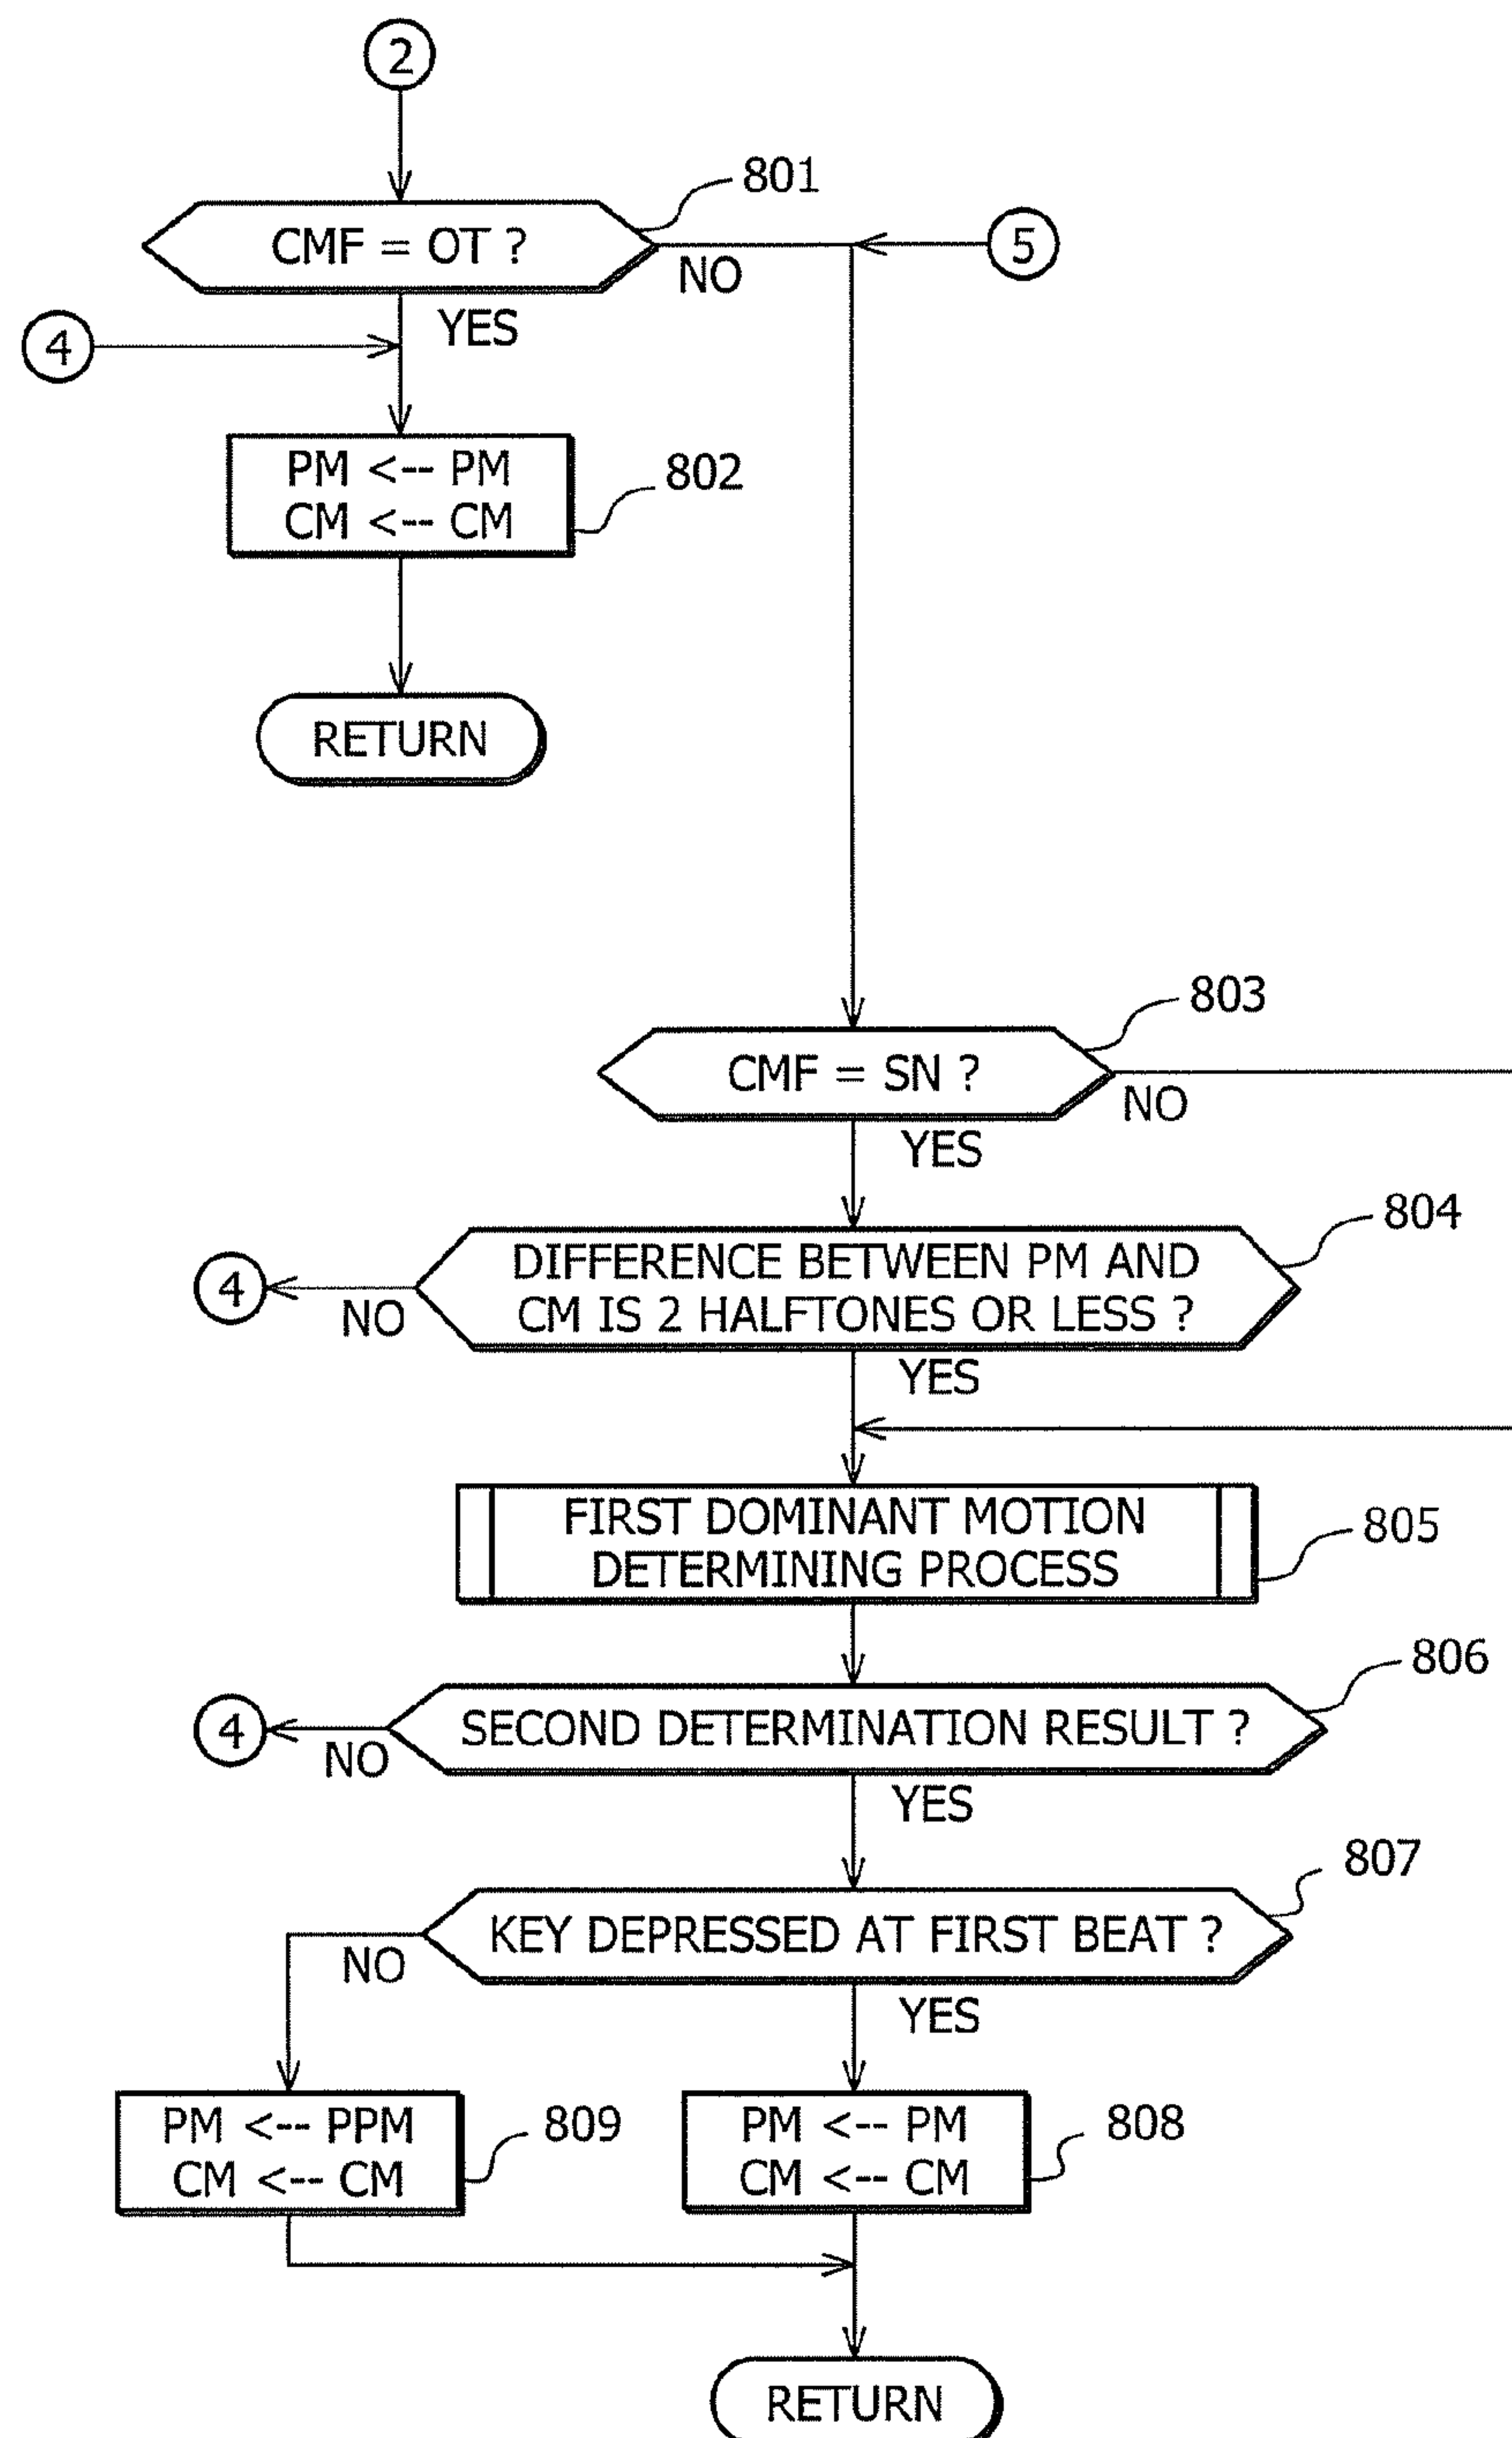 2
801
CMF = OT ?
NO
5
YES
4
PM <-- PM
CM <-- CM
802
RETURN
803
CMF = SN ?
NO
YES
804
DIFFERENCE BETWEEN PM AND
CM IS 2 HALFTONES OR LESS ?
4
NO
YES
FIRST DOMINANT MOTION
DETERMINING PROCESS
805
806
SECOND DETERMINATION RESULT ?
4
NO
YES
807
KEY DEPRESSED AT FIRST BEAT ?
NO
YES
PM <-- PPM
CM <-- CM
809
PM <-- PM
CM <-- CM
808
RETURN